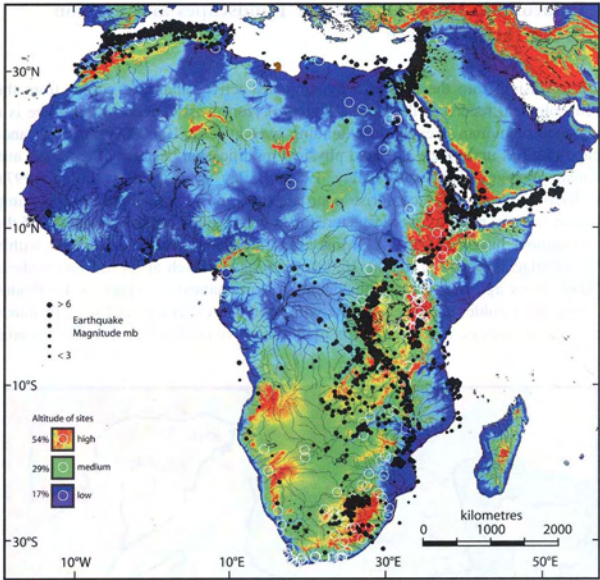 30°N
10°N
> 6
Earthquake
Magnitude mb
< 3
10°S
Altitude of sites
54% high
29% medium
17% low
kilometres
0 1000 2000
30°S
10°W 10°E 30°E 50°E